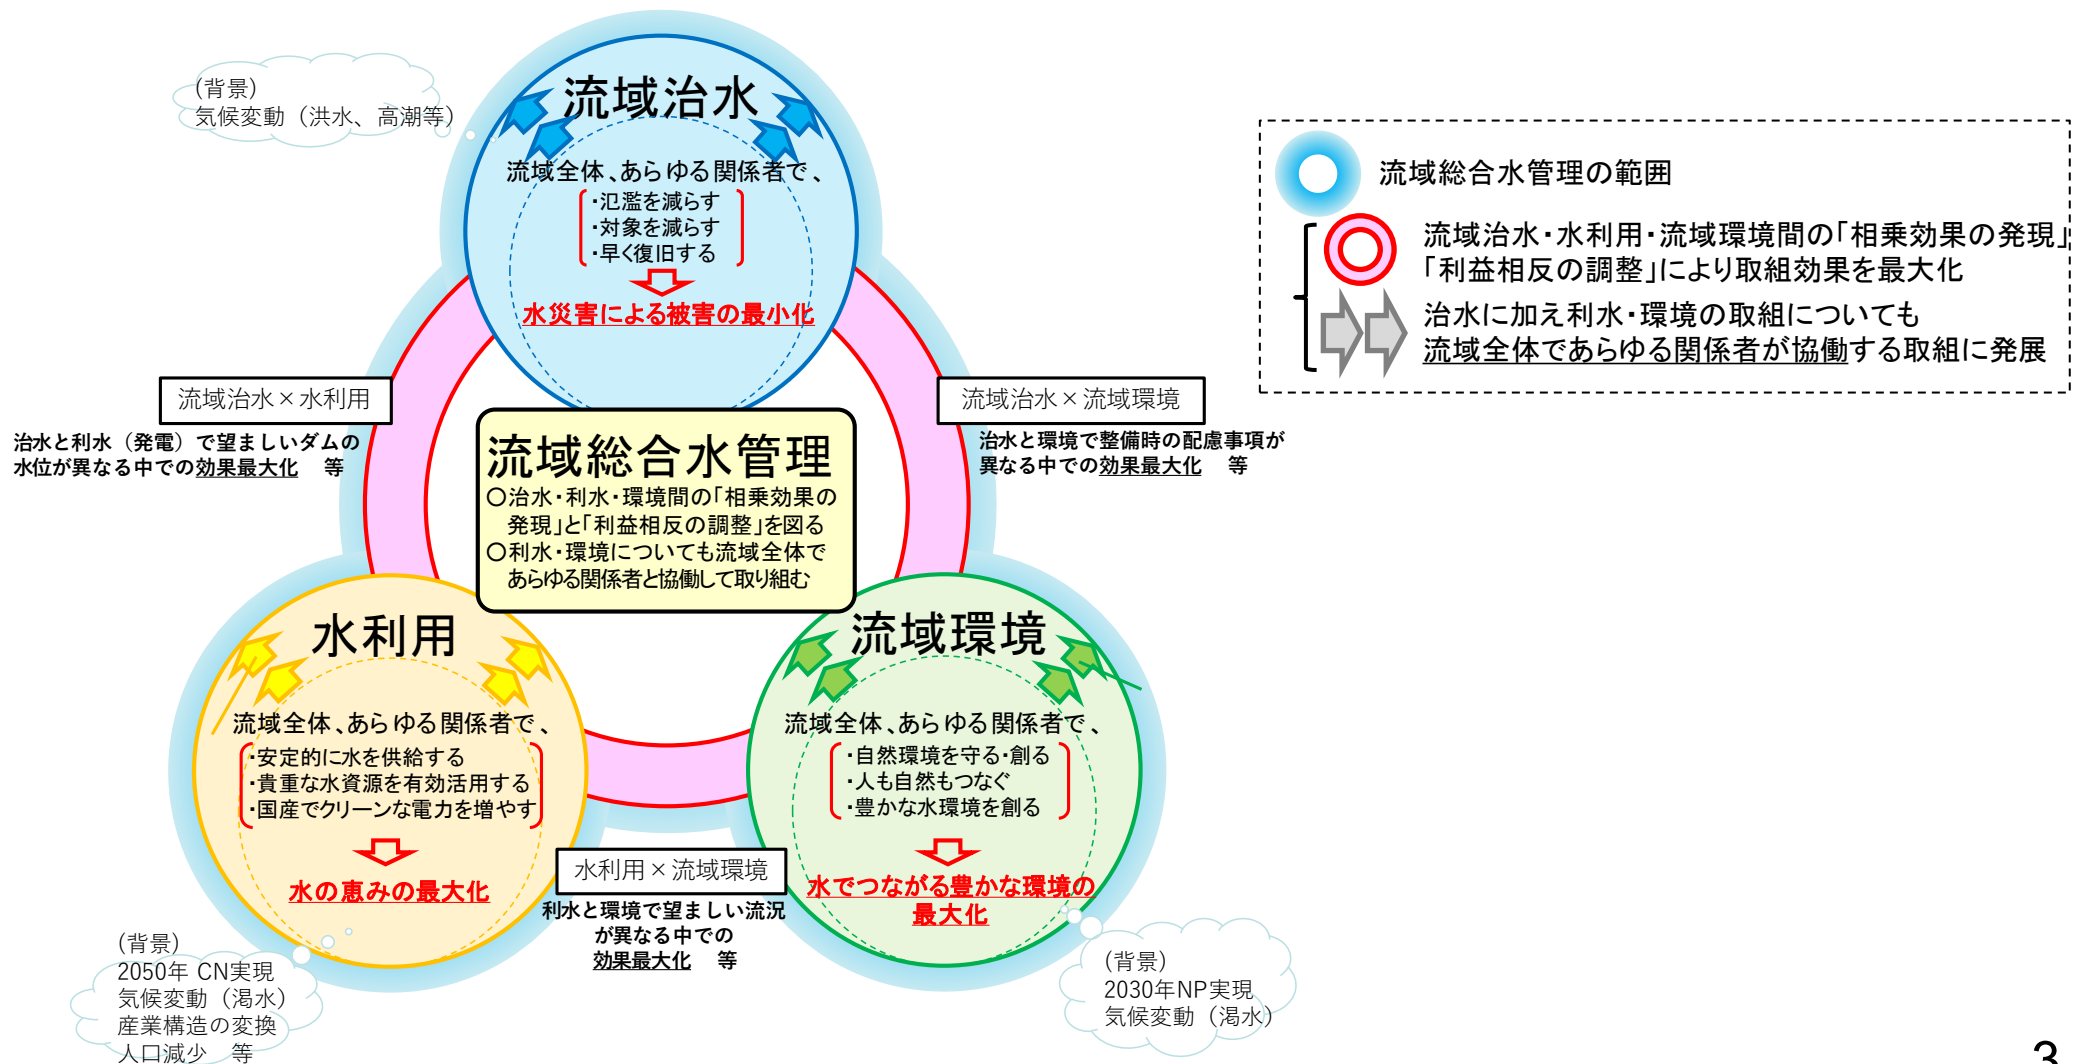 (背景)
気候変動（洪水、高潮等）
流域治水
流域全体、あらゆる関係者で、
・氾濫を減らす
・対象を減らす
・早く復旧する
水災害による被害の最小化
流域総合水管理の範囲
流域治水・水利用・流域環境間の「相乗効果の発現」
「利益相反の調整」により取組効果を最大化
治水に加え利水・環境の取組についても
流域全体であらゆる関係者が協働する取組に発展
流域治水×水利用
治水と利水（発電）で望ましいダムの
水位が異なる中での効果最大化　等
流域治水×流域環境
治水と環境で整備時の配慮事項が
異なる中での効果最大化　等
流域総合水管理
○治水・利水・環境間の「相乗効果の
発現」と「利益相反の調整」を図る
○利水・環境についても流域全体で
あらゆる関係者と協働して取り組む
水利用
流域全体、あらゆる関係者で、
・安定的に水を供給する
・貴重な水資源を有効活用する
・国産でクリーンな電力を増やす
水の恵みの最大化
流域環境
流域全体、あらゆる関係者で、
・自然環境を守る・創る
・人も自然もつなぐ
・豊かな水環境を創る
水でつながる豊かな環境の
最大化
水利用×流域環境
利水と環境で望ましい流況
が異なる中での
効果最大化　等
(背景)
2050年 CN実現
気候変動（渇水）
産業構造の変換
人口減少　等
(背景)
2030年NP実現
気候変動（渇水）
3